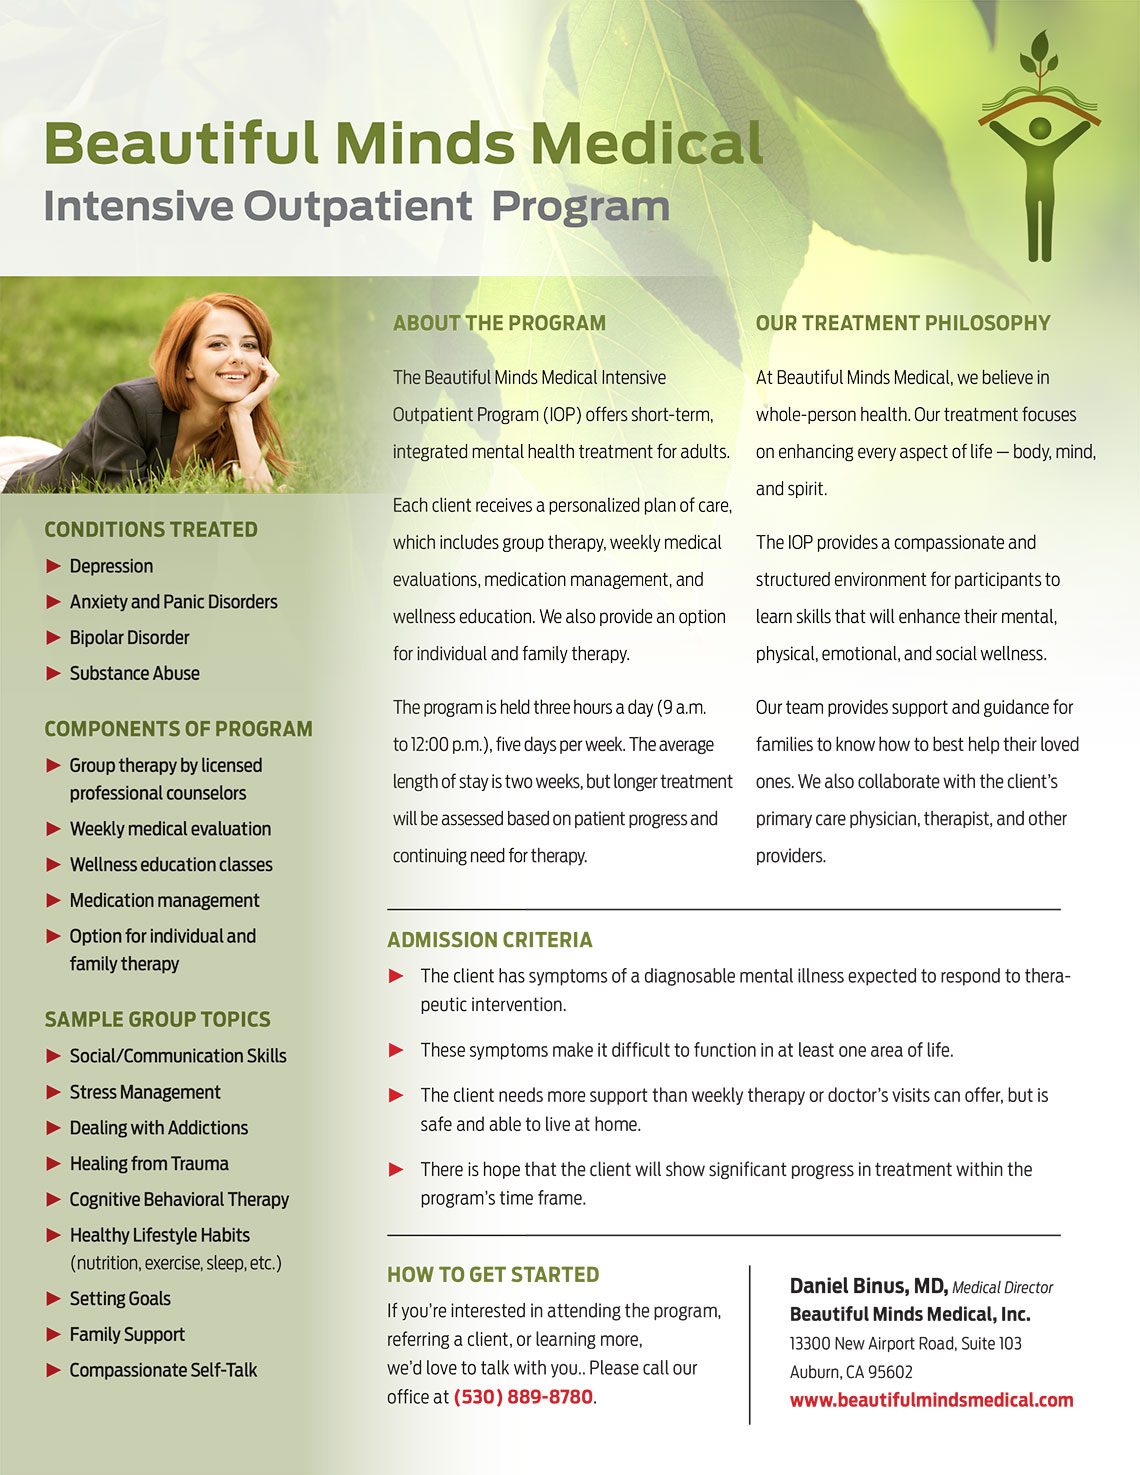 Beautiful Minds Medical
Intensive Outpatient Program
CONDITIONS TREATED
► Depression
► Anxiety and Panic Disorders
► Bipolar Disorder
► Substance Abuse
COMPONENTS OF PROGRAM
► Group therapy by licensed
professional counselors
► Weekly medical evaluation
► Wellness education classes
► Medication management
► Option for individual and
family therapy
SAMPLE GROUP TOPICS
► Social/Communication Skills
► Stress Management
► Dealing with Addictions
► Healing from Trauma
► Cognitive Behavioral Therapy
► Healthy Lifestyle Habits
(nutrition, exercise, sleep, etc.)
► Setting Goals
► Family Support
► Compassionate Self-Talk
ABOUT THE PROGRAM
The Beautiful Minds Medical Intensive
Outpatient Program (IOP) offers short-term,
integrated mental health treatment for adults.
Each client receives a personalized plan of care,
which includes group therapy, weekly medical
evaluations, medication management, and
wellness education. We also provide an option
for individual and family therapy.
The program is held three hours a day (9 a.m.
to 12:00 p.m.), five days per week. The average
length of stay is two weeks, but longer treatment
will be assessed based on patient progress and
continuing need for therapy.
OUR TREATMENT PHILOSOPHY
At Beautiful Minds Medical, we believe in
whole-person health. Our treatment focuses
on enhancing every aspect of life — body, mind,
and spirit.
The IOP provides a compassionate and
structured environment for participants to
learn skills that will enhance their mental,
physical, emotional, and social wellness.
Our team provides support and guidance for
families to know how to best help their loved
ones. We also collaborate with the client's
primary care physician, therapist, and other
providers.
ADMISSION CRITERIA
► The client has symptoms of a diagnosable mental illness expected to respond to thera-
peutic intervention.
► These symptoms make it difficult to function in at least one area of life.
► The client needs more support than weekly therapy or doctor's visits can offer, but is
safe and able to live at home.
► There is hope that the client will show significant progress in treatment within the
program's time frame.
HOW TO GET STARTED
If you're interested in attending the program,
referring a client, or learning more,
we'd love to talk with you.. Please call our
office at (530) 889-8780.
Daniel Binus, MD, Medical Director
Beautiful Minds Medical, Inc.
13300 New Airport Road, Suite 103
Auburn, CA 95602
www.beautifulmindsmedical.com